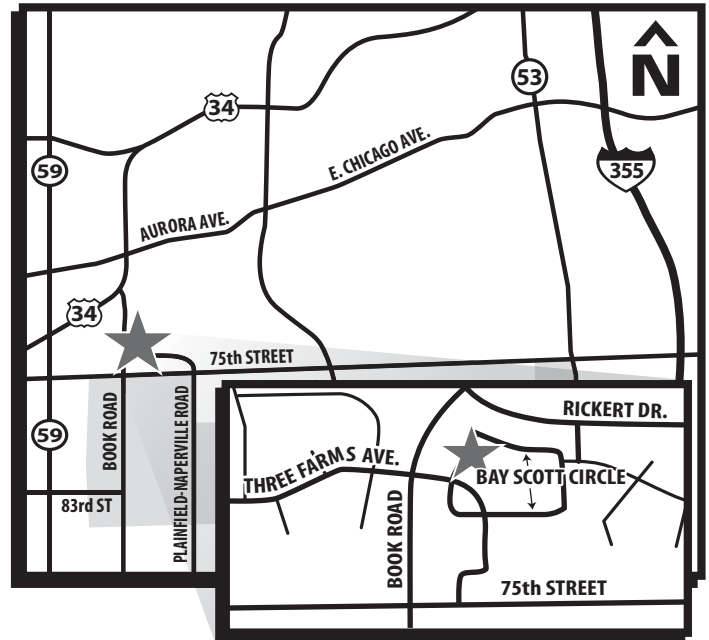 N
53
34
59
355
E. CHICAGO AVE.
AURORA AVE.
34
75th STREET
59
BOOK ROAD
PLAINFIELD-NAPERVILLE ROAD
83rd ST
RICKERT DR.
THREE FARMS AVE.
BAY SCOTT CIRCLE
BOOK ROAD
75th STREET